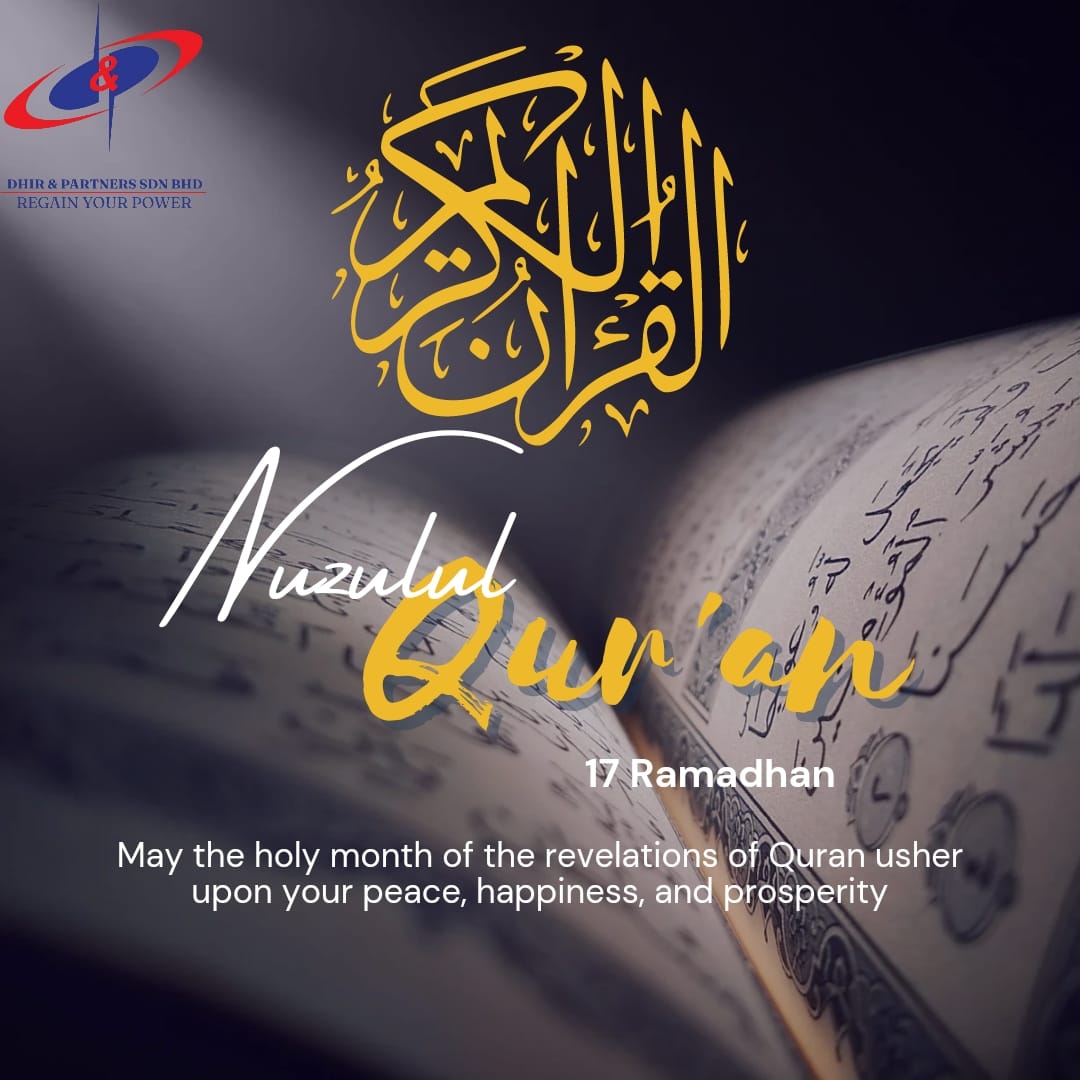 &
DHIR & PARTNERS SDN BHD
REGAIN YOUR POWER
القرآن الكريم
Nuzulul
Qur'an
17 Ramadhan
May the holy month of the revelations of Quran usher
upon your peace, happiness, and prosperity